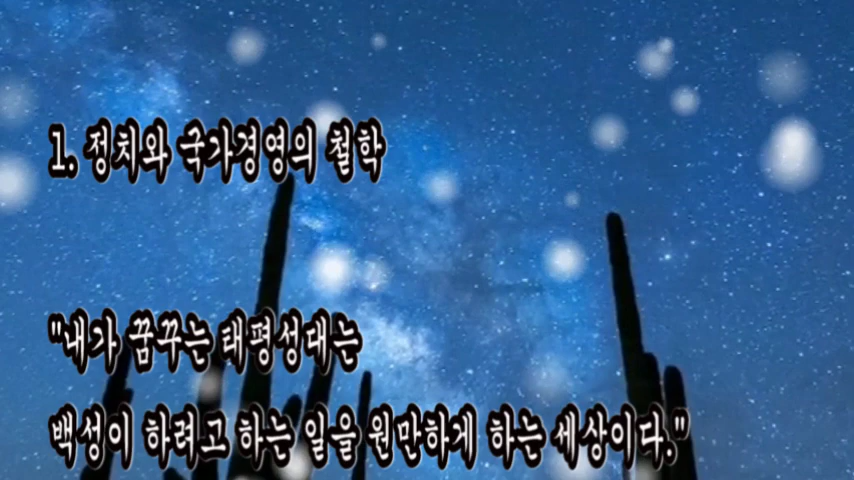 1. 정치와 국가경영의 철학
"내가 꿈꾸는 태평성대는
백성이 하려고 하는 일을 원만하게 하는 세상이다."